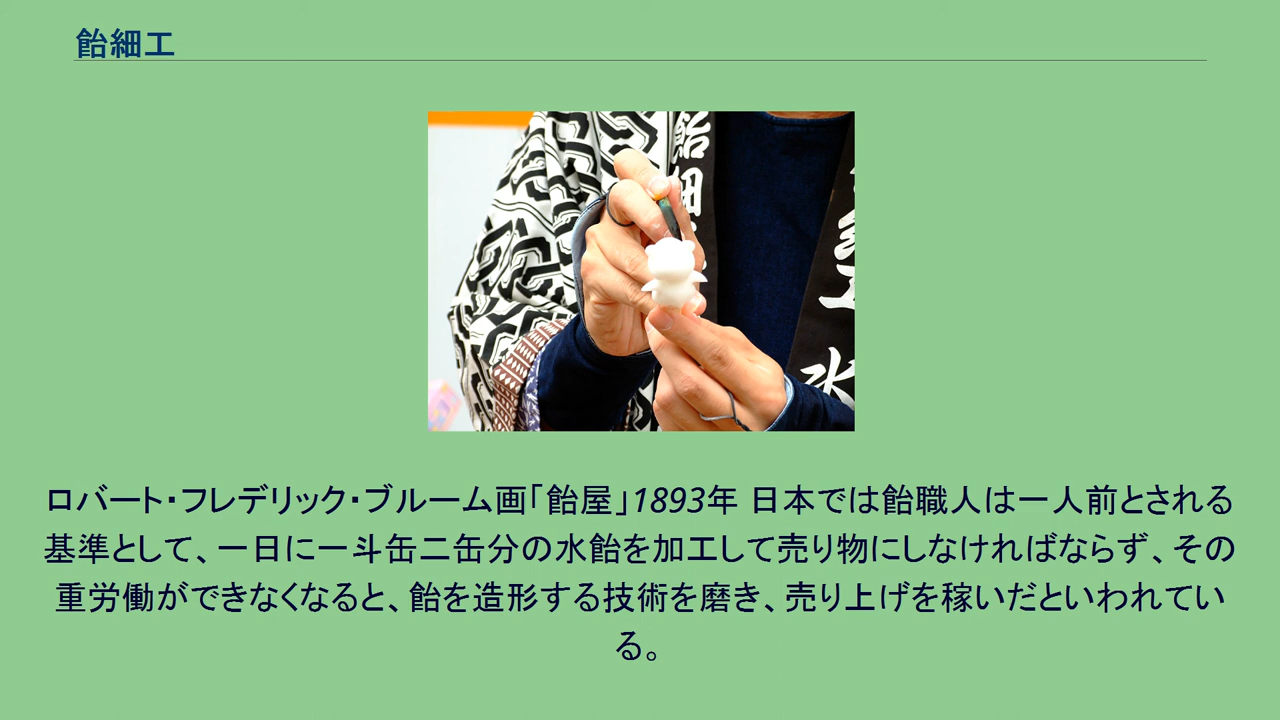 飴細工
飴細
水
ロバート・フレデリック・ブルーム画「飴屋」1893年 日本では飴職人は一人前とされる
基準として、一日に一斗缶二缶分の水飴を加工して売り物にしなければならず、その
重労働ができなくなると、飴を造形する技術を磨き、売り上げを稼いだといわれてい
る。